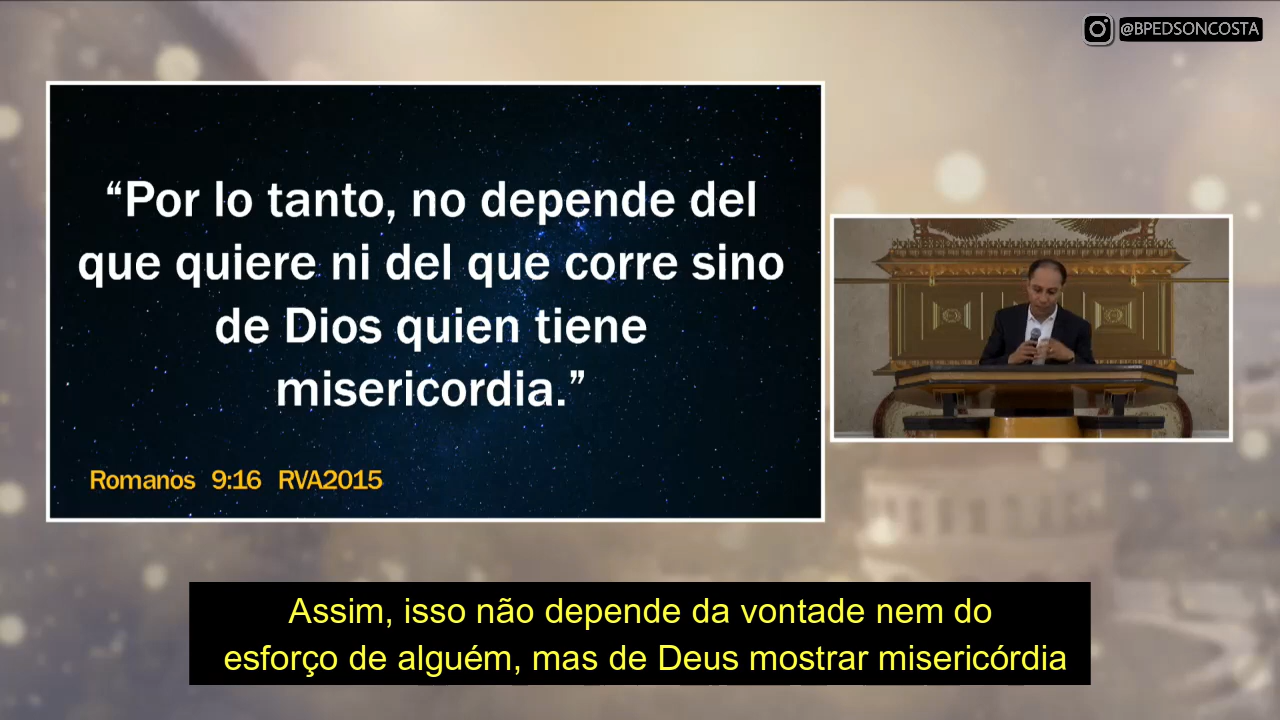 @BPEDSONCOSTA
“Por lo tanto, no depende del
que quiere ni del que corre sino
de Dios quien tiene
misericordia.”
Romanos 9:16 RVA2015
Assim, isso não depende da vontade nem do
esforço de alguém, mas de Deus mostrar misericórdia